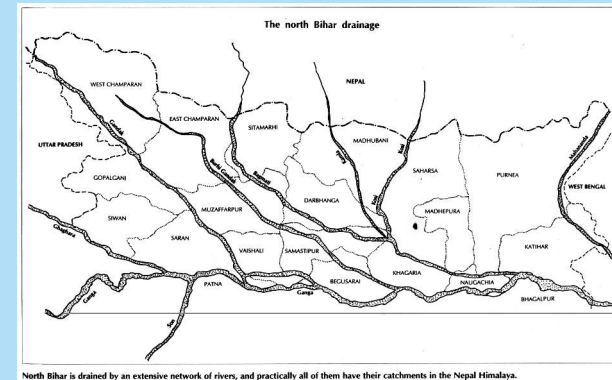 The north Bihar drainage
NEPAL
WEST CHAMPARAN
EAST CHAMPARAN
SITAMARHI
MADHUBANI
Gandak
Burhi Gandak
Bagmati
Kosi
Mahananda
UTTAR PRADESH
GOPALGANJ
SIWAN
SARAN
MUZAFFARPUR
DARBHANGA
SAHARSA
MADHEPURA
PURNEA
WEST BENGAL
Kosi
Ghaghara
VAISHALI
SAMASTIPUR
KHAGARIA
KATIHAR
PATNA
BEGUSARAI
NAUGACHIA
BHAGALPUR
Ganga
Ganga
Son
North Bihar is drained by an extensive network of rivers, and practically all of them have their catchments in the Nepal Himalaya.